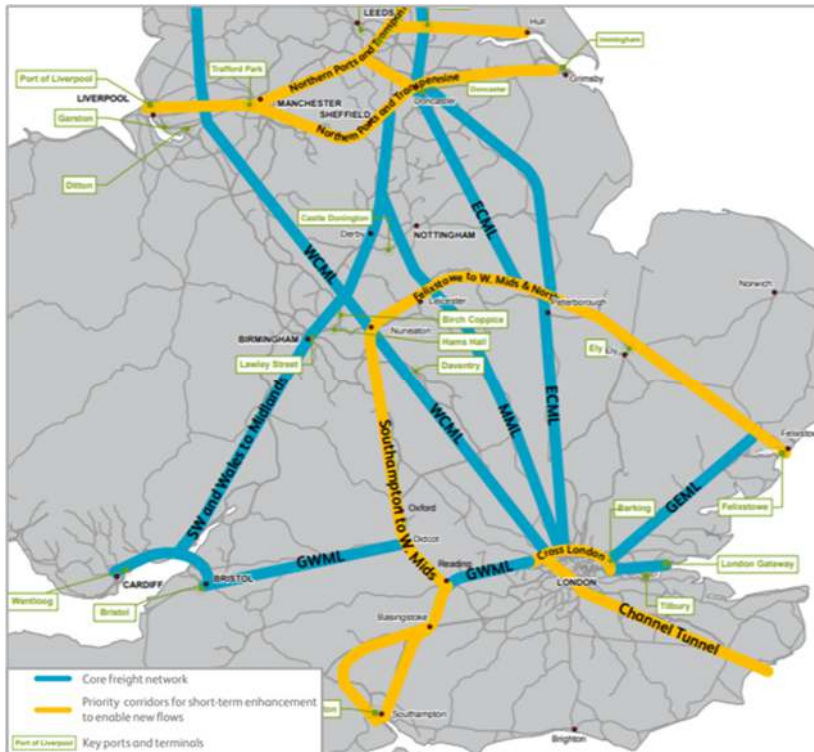 LEEDS
Hull
Immingham
Northern Ports and Transpennine
Grimsby
Trafford Park
Port of Liverpool
Doncaster
Doncaster
LIVERPOOL
MANCHESTER
SHEFFIELD
Northern Ports and Transpennine
Garston
Ditton
ECML
Castle Donington
Derby
NOTTINGHAM
WCML
Felixstowe to W. Mids & North
Norwich
Leicester
Peterborough
Birch Coppice
Nuneaton
BIRMINGHAM
Hams Hall
Ely
Ely
Lawley Street
Daventry
WCML
MML
ECML
SW and Wales to Midlands
Southampton to W. Mids
Felixstowe
GEML
Oxford
Barking
Felixstowe
Didcot
Cross London
GWML
Reading
GWML
London Gateway
CARDIFF
BRISTOL
LONDON
Wentloog
Bristol
Tilbury
Channel Tunnel
Basingstoke
Southampton
Brighton
Core freight network
Priority corridors for short-term enhancement
to enable new flows
Port of Liverpool
Key ports and terminals